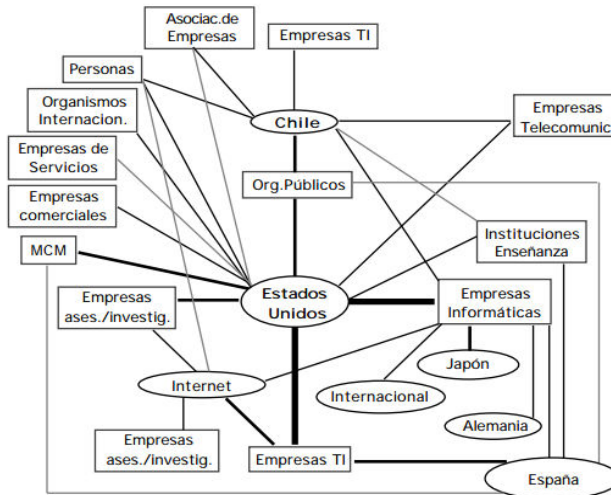 Asociac.de
Empresas
Empresas TI
Personas
Organismos
Internacion.
Chile
Empresas
Telecomunic
Empresas de
Servicios
Org.Públicos
Empresas
comerciales
Instituciones
Enseñanza
MCM
Estados
Unidos
Empresas
Informáticas
Empresas
ases./investig.
Japón
Internet
Internacional
Alemania
Empresas
ases./investig.
Empresas TI
España